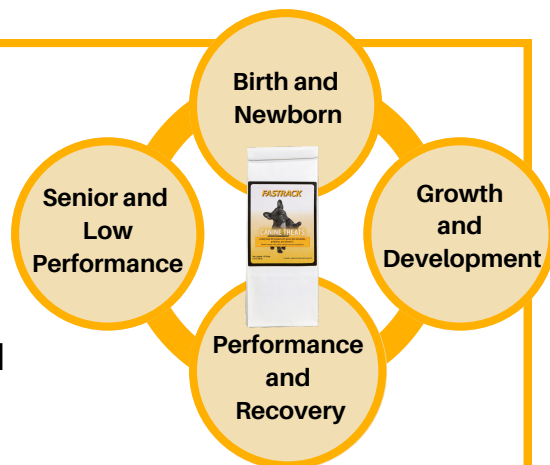 Birth and
Newborn
Senior and
Low
Performance
FASTRACK
CANINE TREATS
Growth
and
Development
Performance
and
Recovery